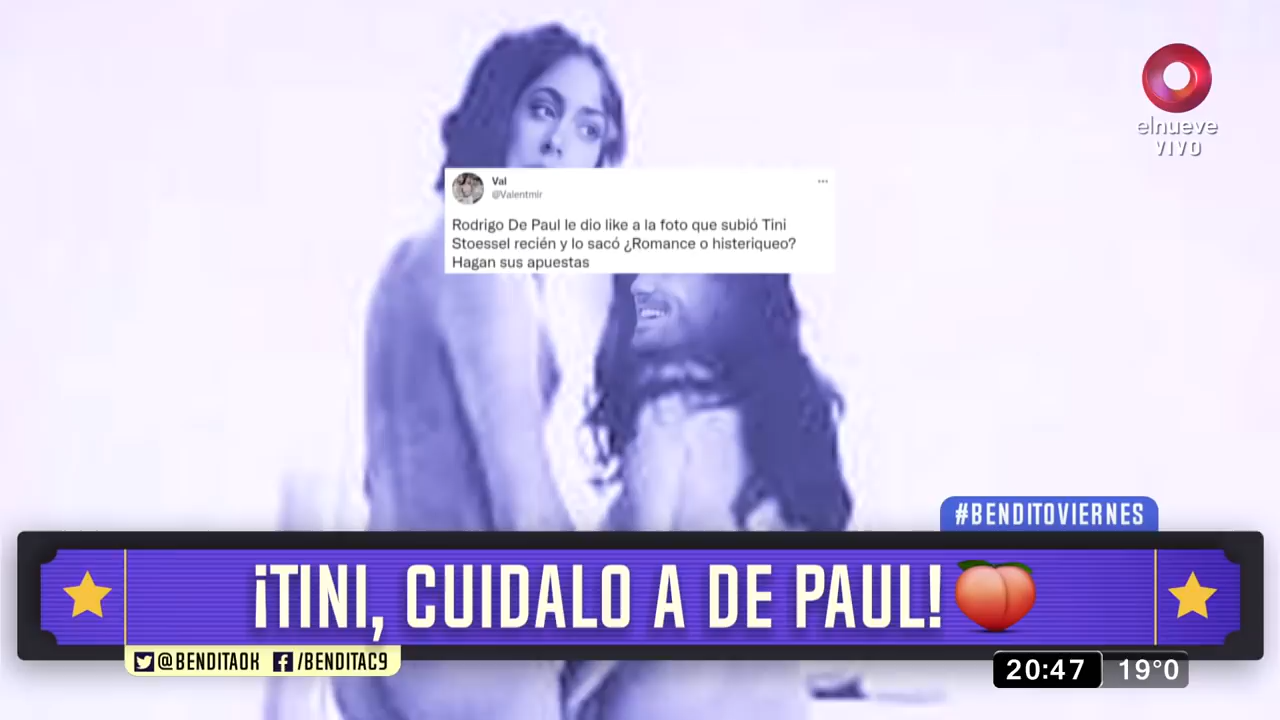 elnueve
VIVO
Val
@Valentmir
Rodrigo De Paul le dio like a la foto que subió Tini
Stoessel recién y lo sacó ¿Romance o histeriqueo?
Hagan sus apuestas
#BENDITOVIERNES
¡TINI, CUIDALO A DE PAUL!
@BENDITAOK /BENDITAC9
20:47 19°0